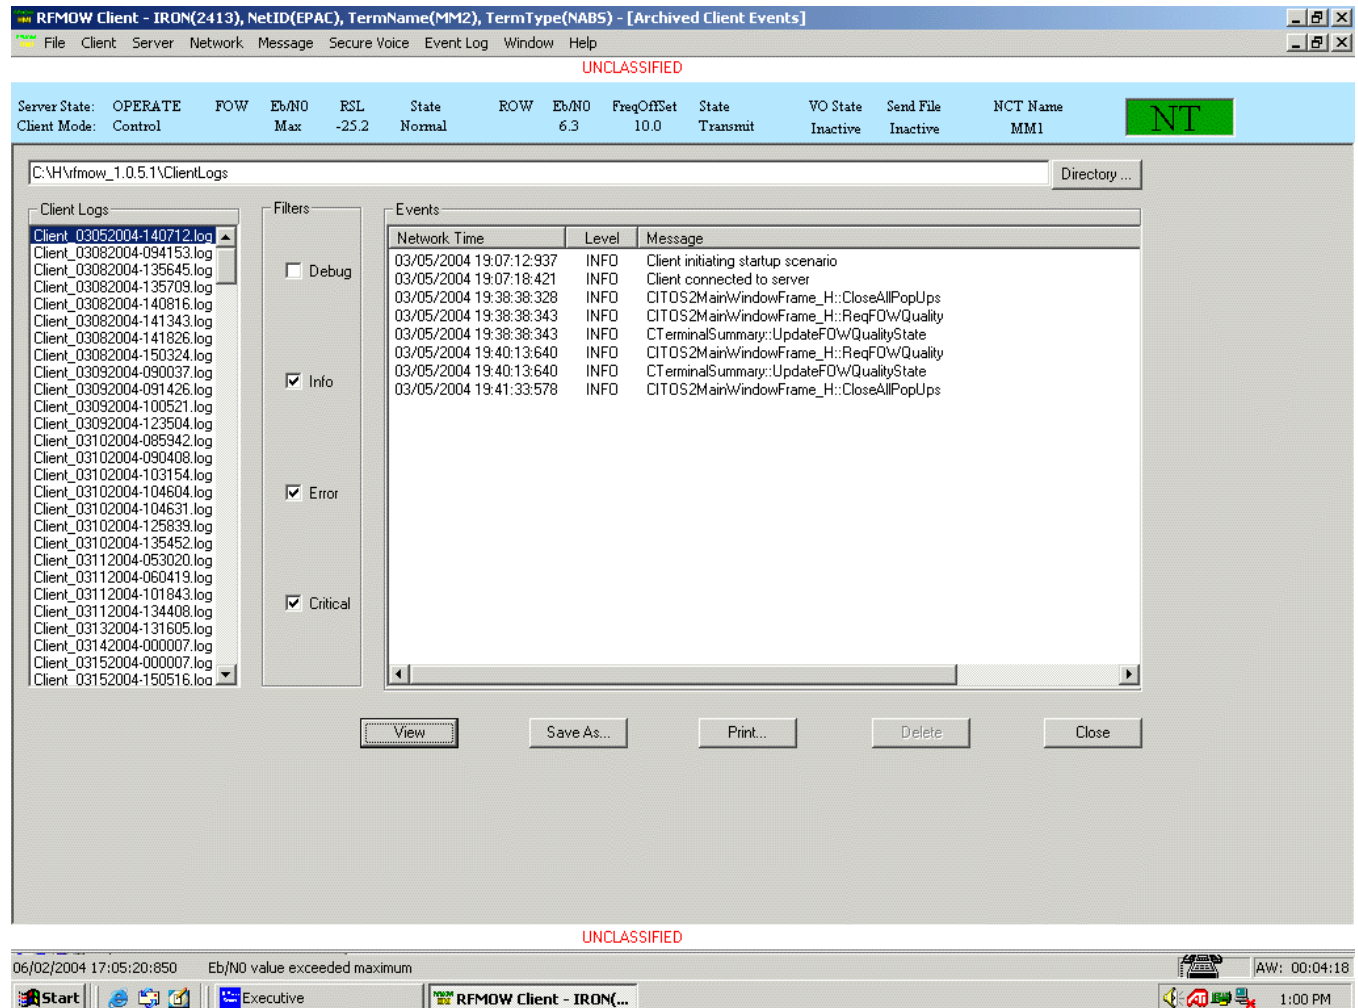 RFMOW Client - IRON(2413), NetID(EPAC), TermName(MM2), TermType(NABS) - [Archived Client Events]
File Client Server Network Message Secure Voice Event Log Window Help
UNCLASSIFIED
Server State: OPERATE FOW Eb/N0 RSL State ROW Eb/N0 FreqOffSet State VO State Send File NCT Name
Client Mode: Control Max -25.2 Normal 6.3 10.0 Transmit Inactive Inactive MM1
NT
C:\H\rfmow_1.0.5.1\ClientLogs
Directory ...
Client Logs
Client_03052004-140712.log
Client_03082004-094153.log
Client_03082004-135645.log
Client_03082004-135709.log
Client_03082004-140816.log
Client_03082004-141343.log
Client_03082004-141826.log
Client_03082004-150324.log
Client_03092004-090037.log
Client_03092004-091426.log
Client_03092004-100521.log
Client_03092004-123504.log
Client_03102004-085942.log
Client_03102004-090408.log
Client_03102004-103154.log
Client_03102004-104604.log
Client_03102004-104631.log
Client_03102004-125839.log
Client_03102004-135452.log
Client_03112004-053020.log
Client_03112004-060419.log
Client_03112004-101843.log
Client_03112004-134408.log
Client_03132004-131605.log
Client_03142004-000007.log
Client_03152004-000007.log
Client_03152004-150516.log
Filters
Debug
Info
Error
Critical
Events
Network Time Level Message
03/05/2004 19:07:12:937 INFO Client initiating startup scenario
03/05/2004 19:07:18:421 INFO Client connected to server
03/05/2004 19:38:38:328 INFO CITOS2MainWindowFrame_H::CloseAllPopUps
03/05/2004 19:38:38:343 INFO CITOS2MainWindowFrame_H::ReqFOWQuality
03/05/2004 19:38:38:343 INFO CTerminalSummary::UpdateFOWQualityState
03/05/2004 19:40:13:640 INFO CITOS2MainWindowFrame_H::ReqFOWQuality
03/05/2004 19:40:13:640 INFO CTerminalSummary::UpdateFOWQualityState
03/05/2004 19:41:33:578 INFO CITOS2MainWindowFrame_H::CloseAllPopUps
View Save As... Print... Delete Close
UNCLASSIFIED
06/02/2004 17:05:20:850 Eb/N0 value exceeded maximum AW: 00:04:18
Start Executive RFMOW Client - IRON(... 1:00 PM